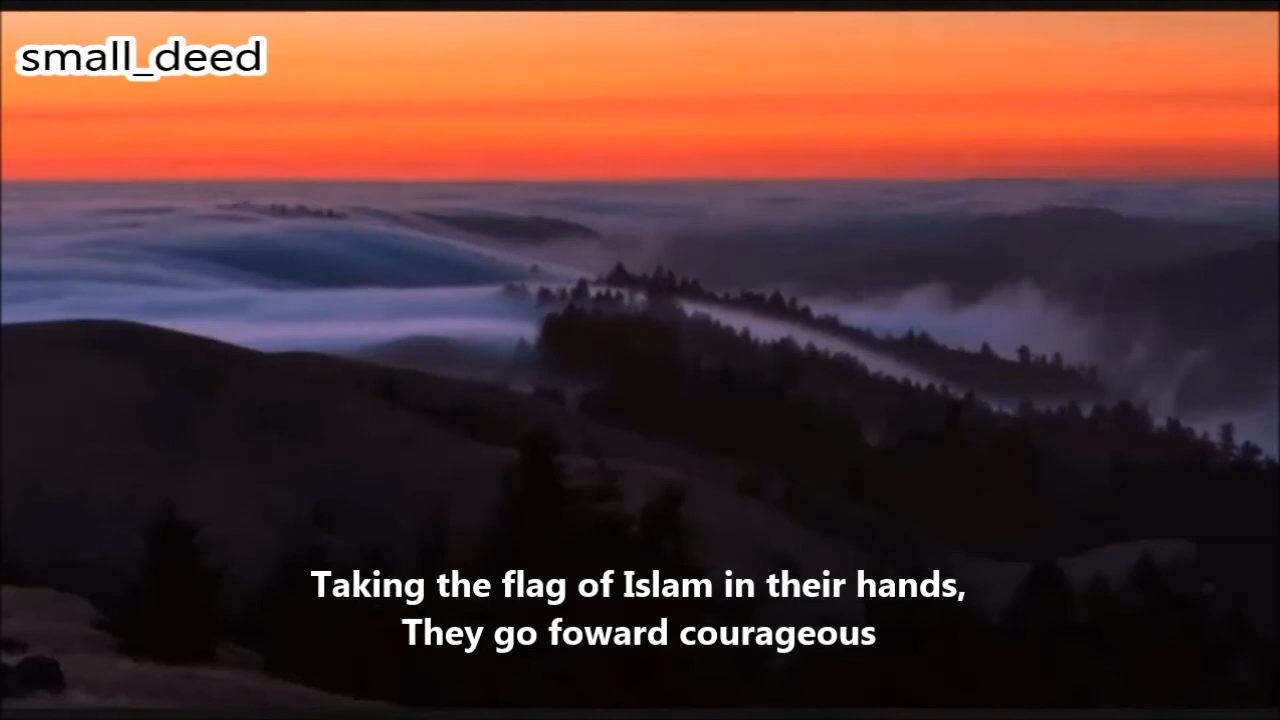 small_deed
Taking the flag of Islam in their hands,
They go foward courageous